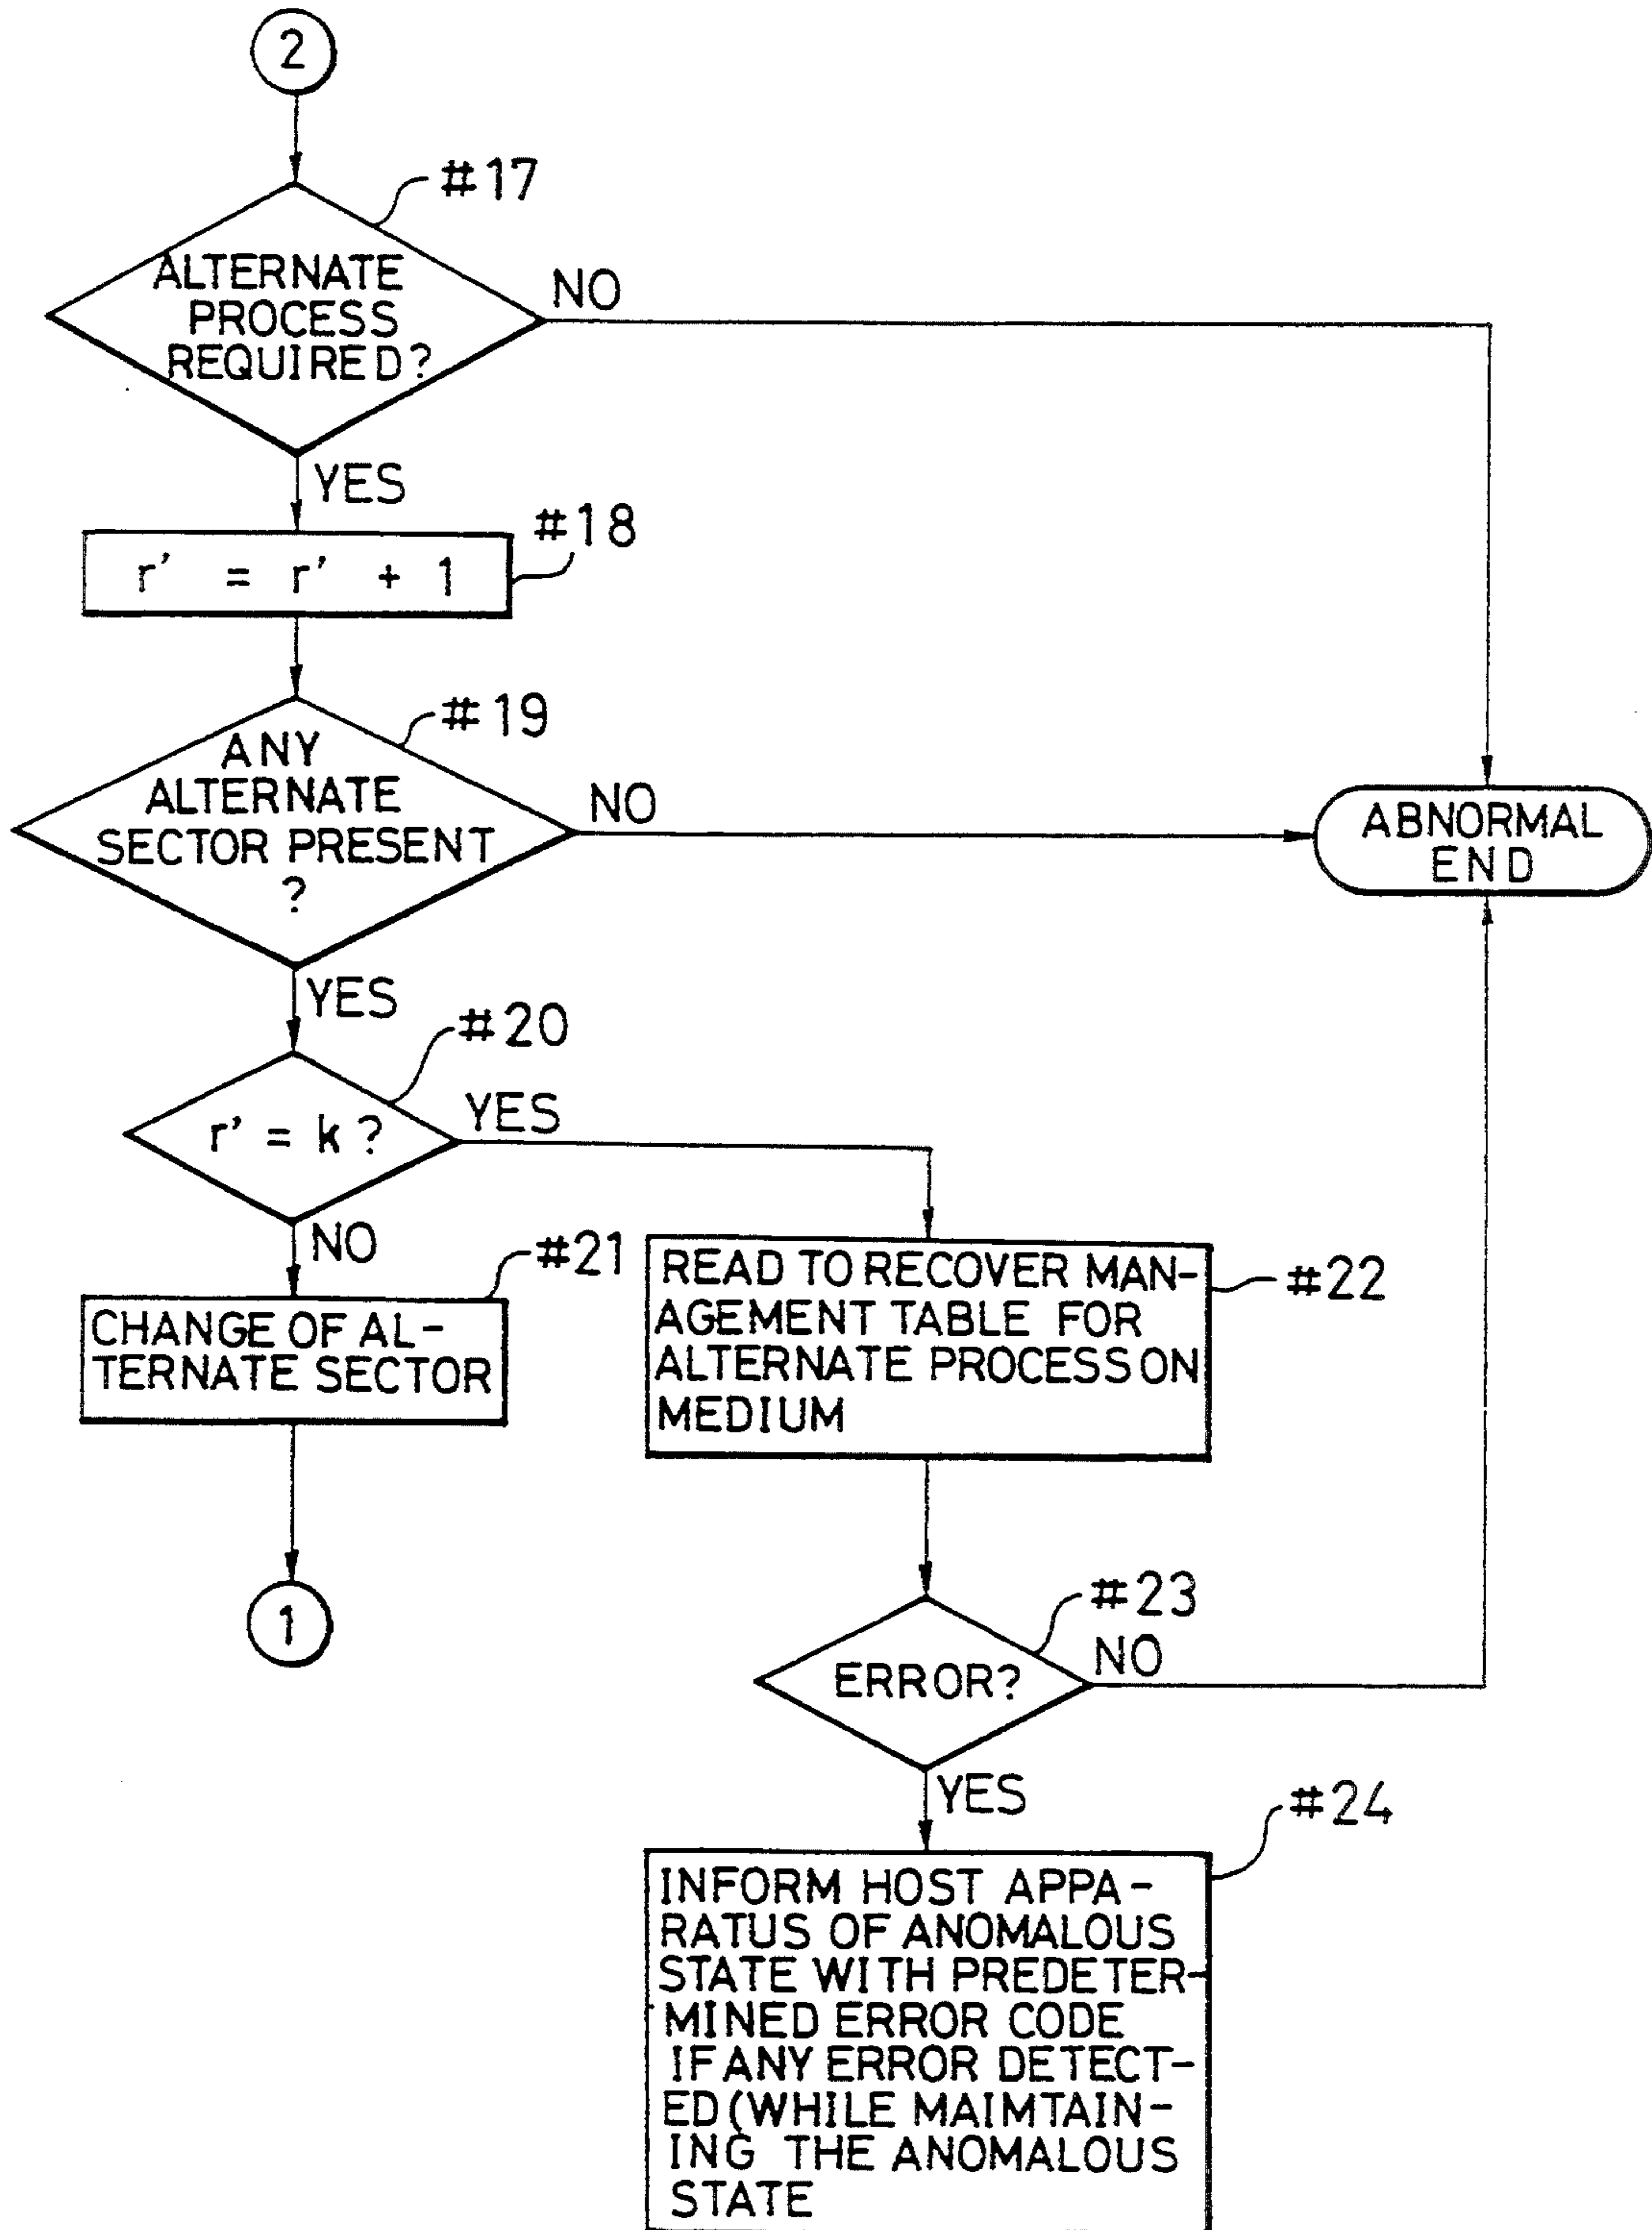 2
#17
ALTERNATE
PROCESS
REQUIRED?
NO
YES
#18
r' = r' + 1
#19
ANY
ALTERNATE
SECTOR PRESENT
?
NO
ABNORMAL
END
YES
#20
r' = k ?
YES
NO
#21
CHANGE OF AL-
TERNATE SECTOR
1
#22
READ TO RECOVER MAN-
AGEMENT TABLE FOR
ALTERNATE PROCESS ON
MEDIUM
#23
ERROR?
NO
YES
#24
INFORM HOST APPA-
RATUS OF ANOMALOUS
STATE WITH PREDETER-
MINED ERROR CODE
IF ANY ERROR DETECT-
ED (WHILE MAIMTAIN-
ING THE ANOMALOUS
STATE